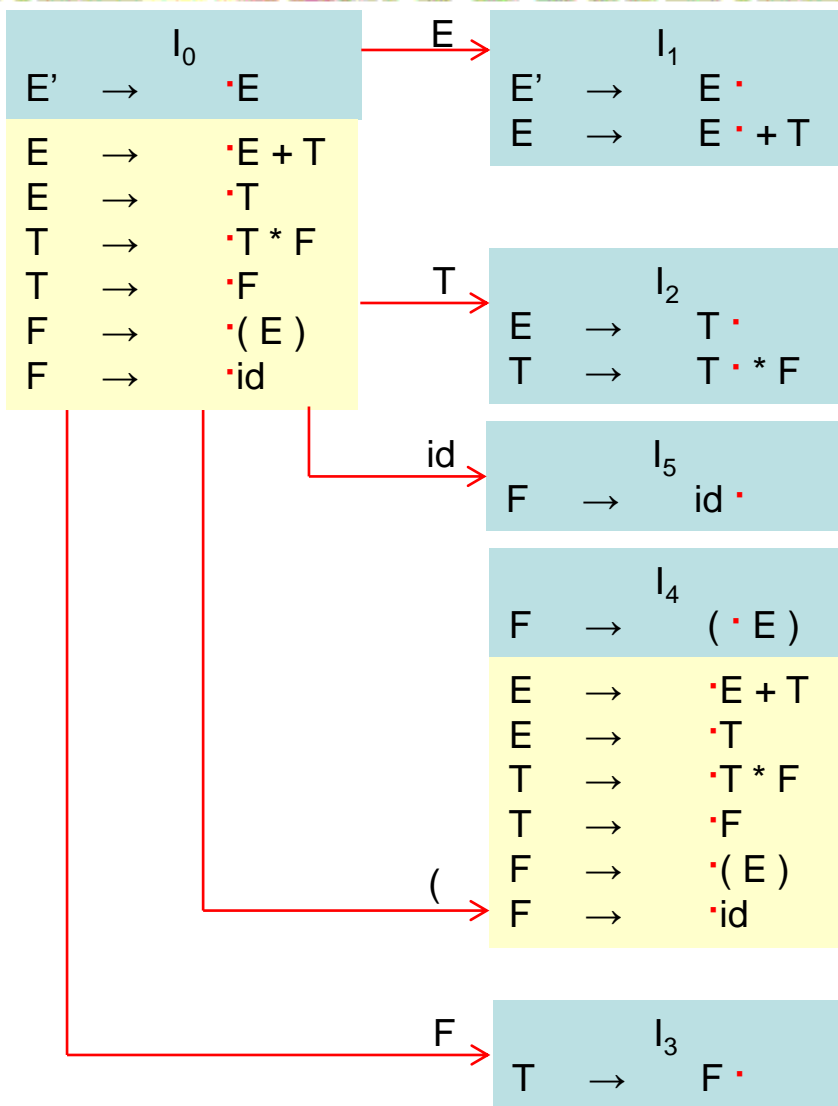 I₀
E’ → ·E
E → ·E + T
E → ·T
T → ·T * F
T → ·F
F → ·( E )
F → ·id
E
I₁
E’ → E ·
E → E · + T
T
I₂
E → T ·
T → T · * F
id
I₅
F → id ·
(
I₄
F → ( · E )
E → ·E + T
E → ·T
T → ·T * F
T → ·F
F → ·( E )
F → ·id
F
I₃
T → F ·